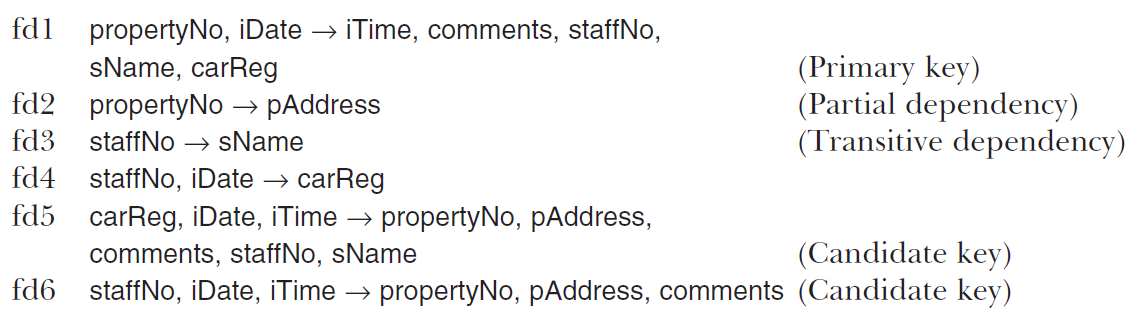 fd1 propertyNo, iDate → iTime, comments, staffNo,
sName, carReg (Primary key)
fd2 propertyNo → pAddress (Partial dependency)
fd3 staffNo → sName (Transitive dependency)
fd4 staffNo, iDate → carReg
fd5 carReg, iDate, iTime → propertyNo, pAddress,
comments, staffNo, sName (Candidate key)
fd6 staffNo, iDate, iTime → propertyNo, pAddress, comments (Candidate key)